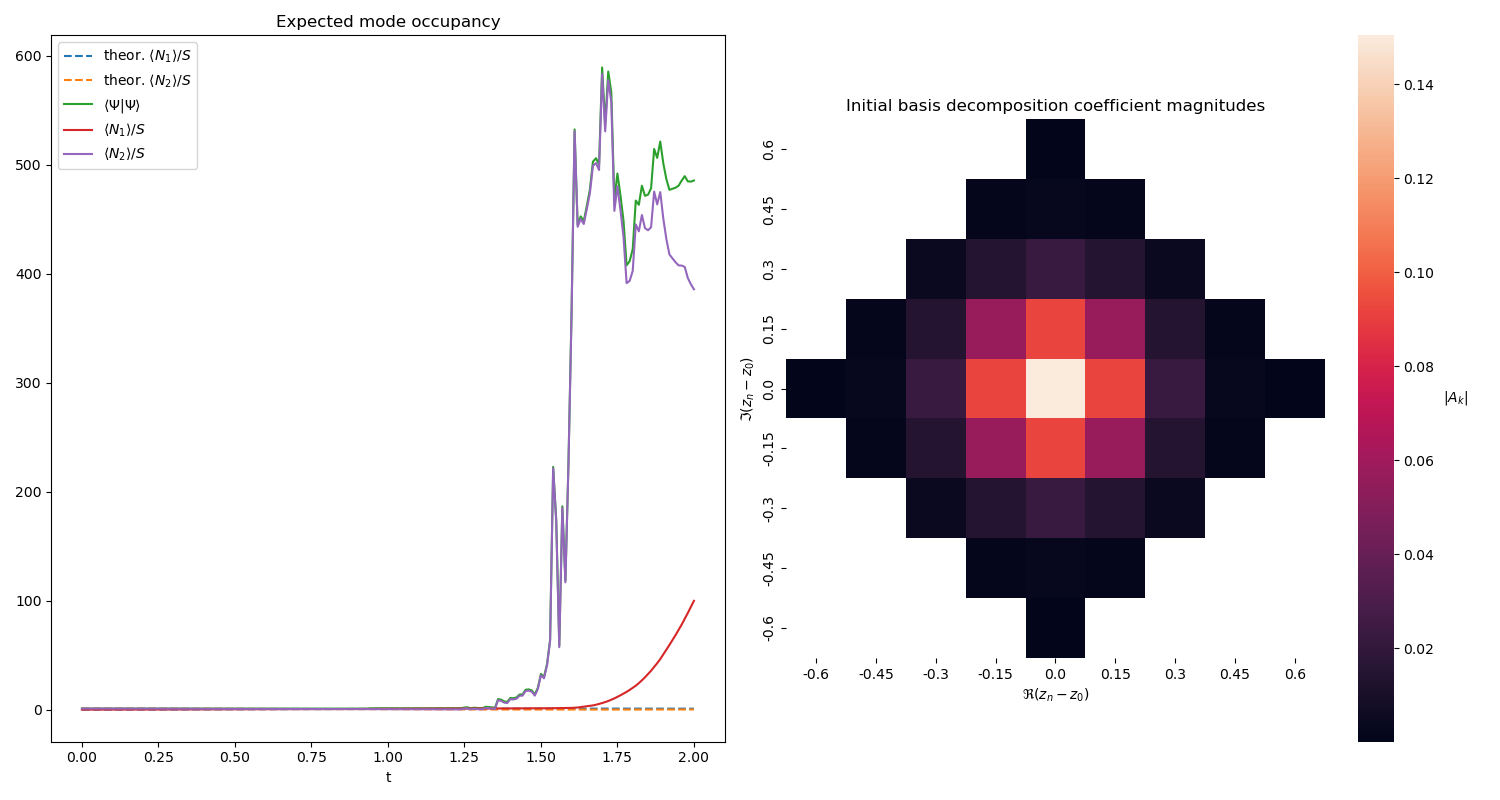 Expected mode occupancy
theor. ⟨N₁⟩/S
theor. ⟨N₂⟩/S
⟨Ψ|Ψ⟩
⟨N₁⟩/S
⟨N₂⟩/S
600
500
400
300
200
100
0
0.00 0.25 0.50 0.75 1.00 1.25 1.50 1.75 2.00
t
Initial basis decomposition coefficient magnitudes
0.6
0.45
0.3
0.15
0.0
-0.15
-0.3
-0.45
-0.6
ℑ(zₙ − z₀)
-0.6 -0.45 -0.3 -0.15 0.0 0.15 0.3 0.45 0.6
ℜ(zₙ − z₀)
0.14
0.12
0.10
0.08
0.06
0.04
0.02
|Aₖ|